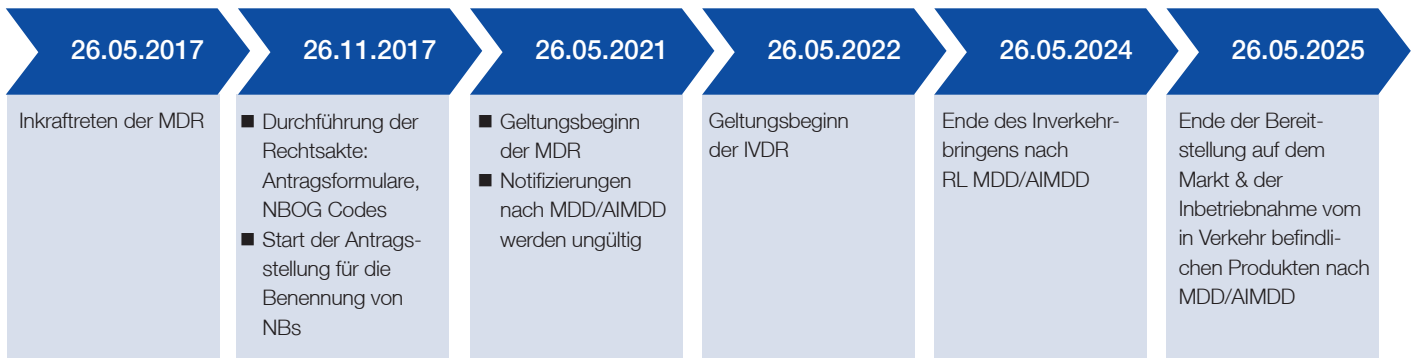 26.05.2017
Inkraftreten der MDR
26.11.2017
■ Durchführung der
Rechtsakte:
Antragsformulare,
NBOG Codes
■ Start der Antrags-
stellung für die
Benennung von
NBs
26.05.2021
■ Geltungsbeginn
der MDR
■ Notifizierungen
nach MDD/AIMDD
werden ungültig
26.05.2022
Geltungsbeginn
der IVDR
26.05.2024
Ende des Inverkehr-
bringens nach
RL MDD/AIMDD
26.05.2025
Ende der Bereit-
stellung auf dem
Markt & der
Inbetriebnahme vom
in Verkehr befindli-
chen Produkten nach
MDD/AIMDD